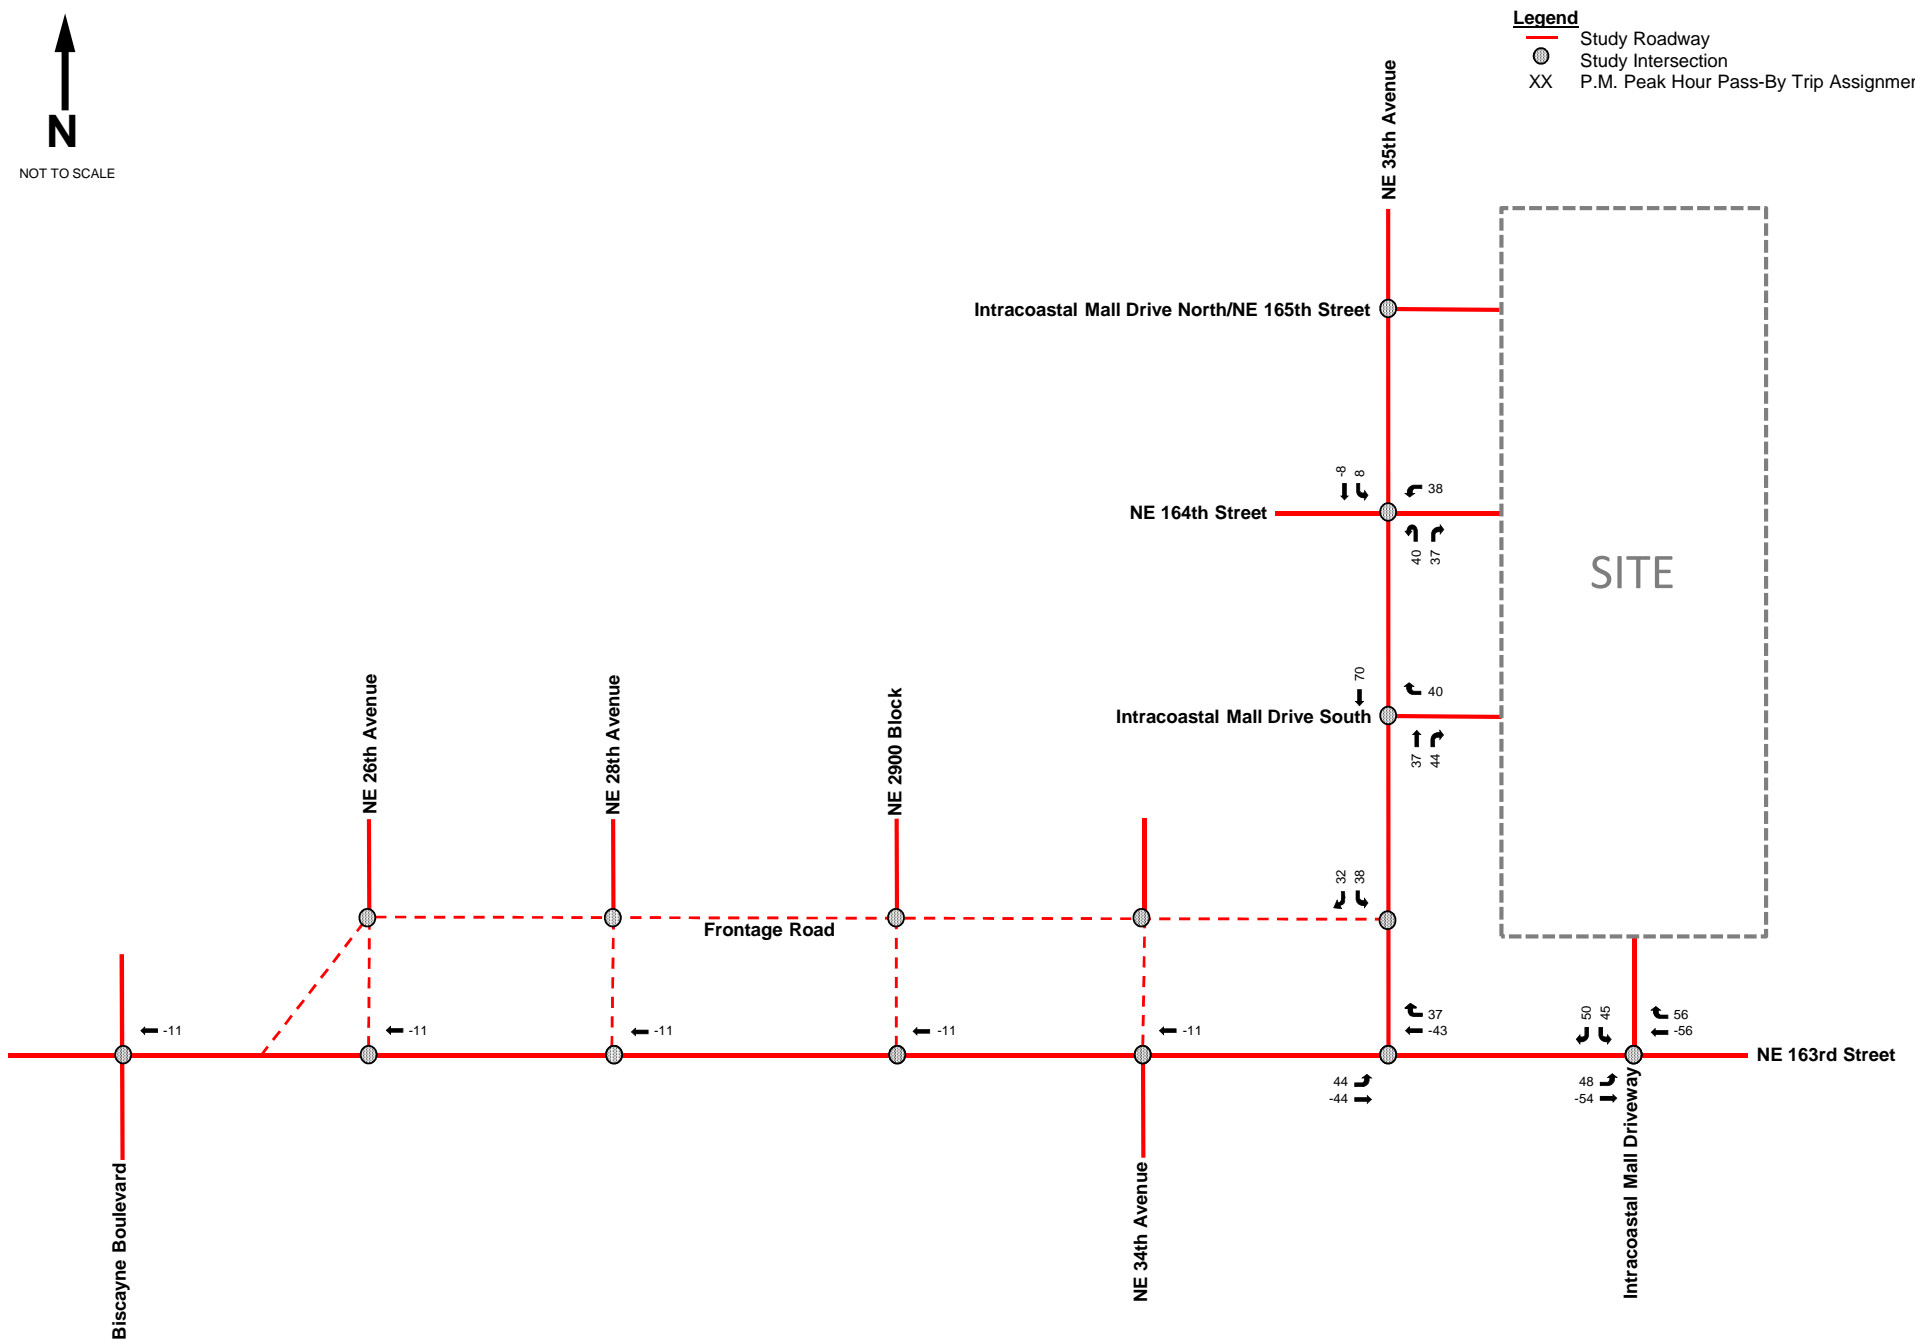 Legend
Study Roadway
Study Intersection
XX P.M. Peak Hour Pass-By Trip Assignmen
N
NOT TO SCALE
NE 35th Avenue
Intracoastal Mall Drive North/NE 165th Street
-8 8
38
NE 164th Street
40 37
SITE
70
40
Intracoastal Mall Drive South
37 44
NE 26th Avenue
NE 28th Avenue
NE 2900 Block
32 38
Frontage Road
-11
-11
-11
-11
-11
37
-43
50 45
56
-56
NE 163rd Street
44
-44
48
-54
Biscayne Boulevard
NE 34th Avenue
Intracoastal Mall Driveway